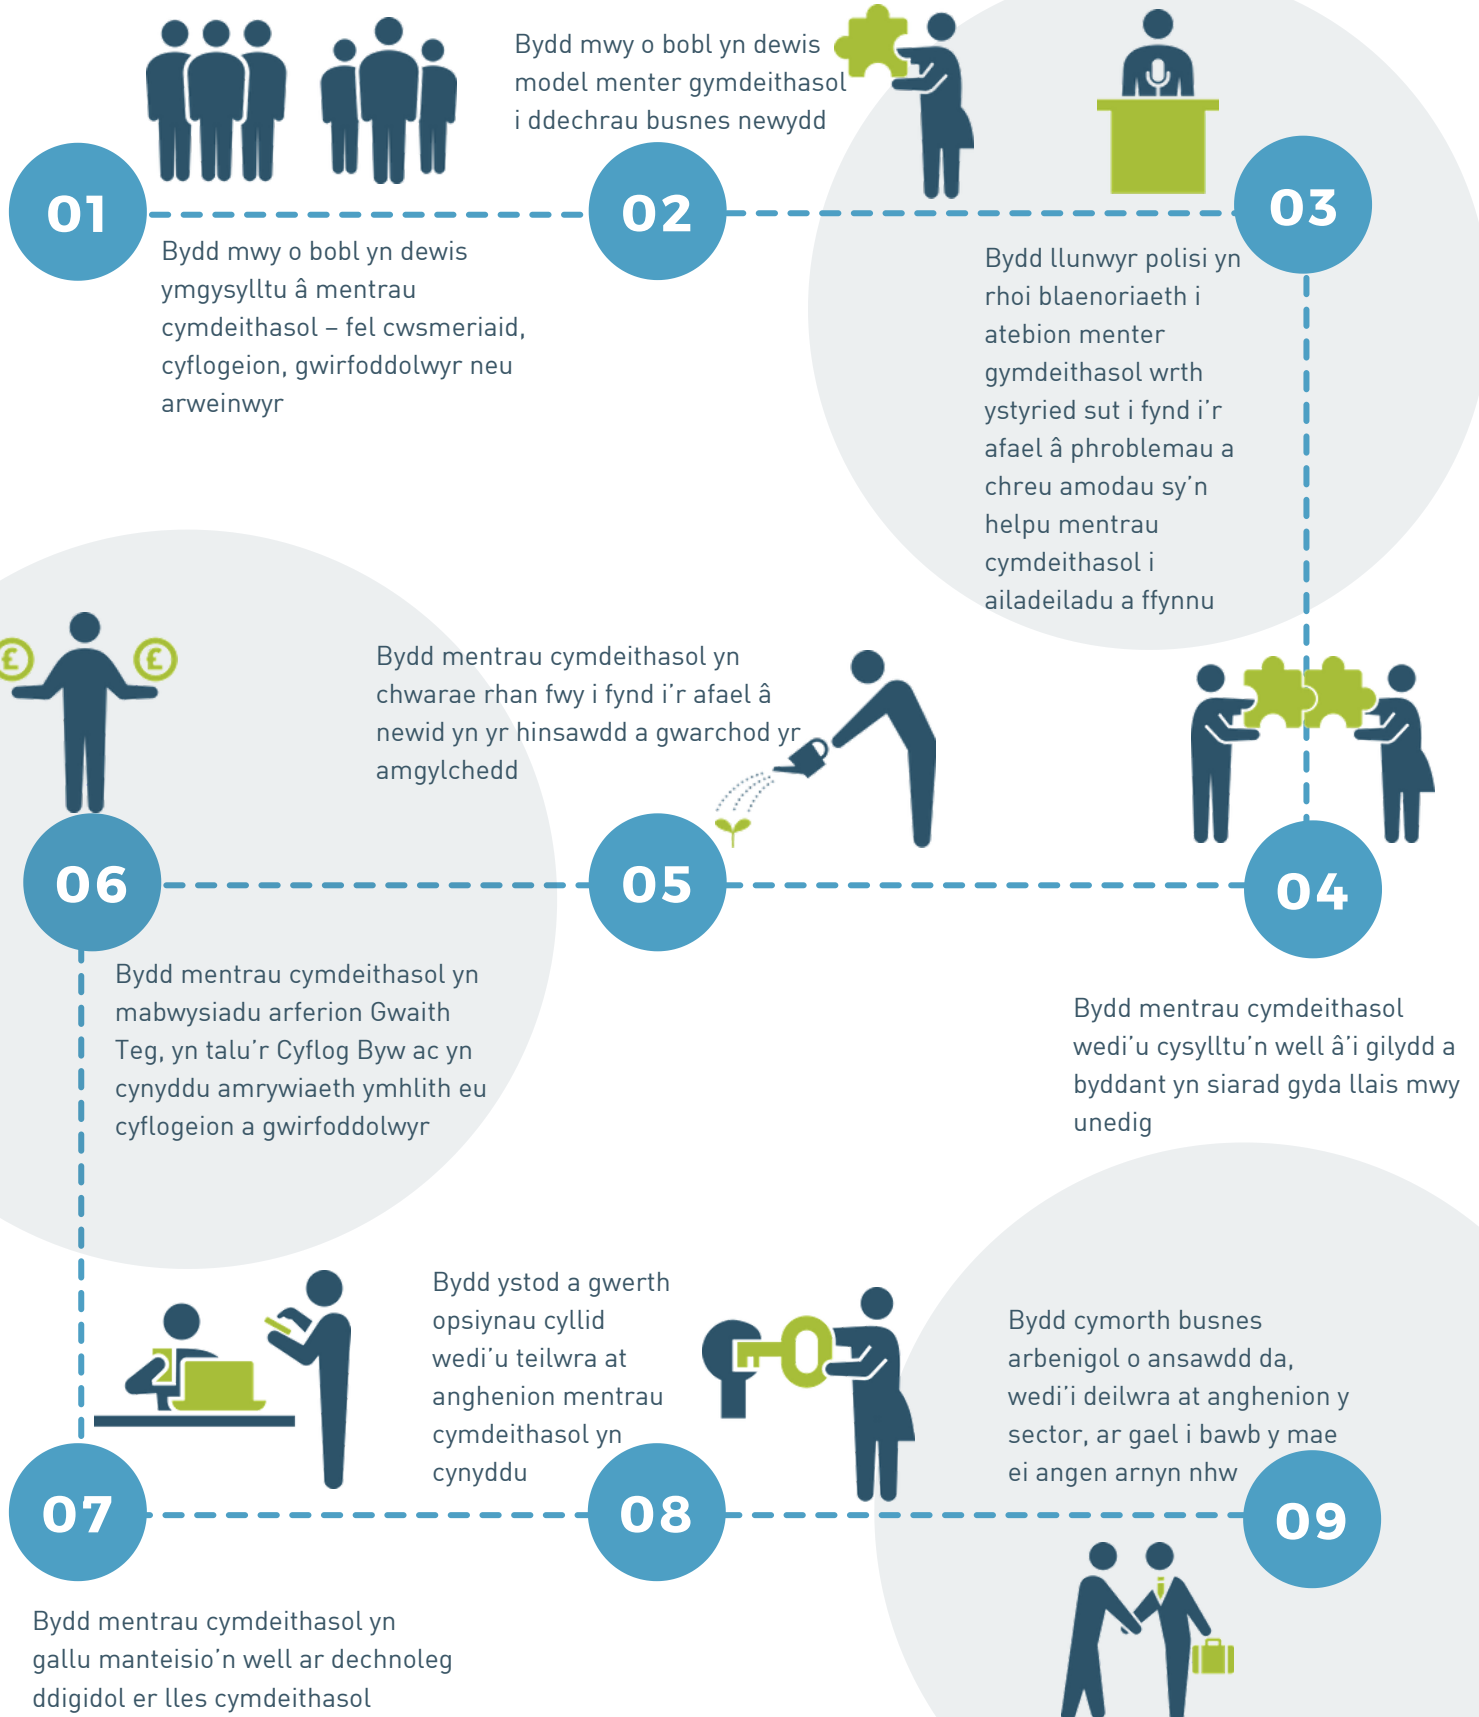 01
Bydd mwy o bobl yn dewis
ymgysylltu â mentrau
cymdeithasol – fel cwsmeriaid,
cyflogeion, gwirfoddolwyr neu
arweinwyr
Bydd mwy o bobl yn dewis
model menter gymdeithasol
i ddechrau busnes newydd
02
03
Bydd llunwyr polisi yn
rhoi blaenoriaeth i
atebion menter
gymdeithasol wrth
ystyried sut i fynd i’r
afael â phroblemau a
chreu amodau sy’n
helpu mentrau
cymdeithasol i
ailadeiladu a ffynnu
04
Bydd mentrau cymdeithasol
wedi’u cysylltu’n well â’i gilydd a
byddant yn siarad gyda llais mwy
unedig
Bydd mentrau cymdeithasol yn
chwarae rhan fwy i fynd i’r afael â
newid yn yr hinsawdd a gwarchod yr
amgylchedd
05
£
£
06
Bydd mentrau cymdeithasol yn
mabwysiadu arferion Gwaith
Teg, yn talu’r Cyflog Byw ac yn
cynyddu amrywiaeth ymhlith eu
cyflogeion a gwirfoddolwyr
07
Bydd mentrau cymdeithasol yn
gallu manteisio’n well ar dechnoleg
ddigidol er lles cymdeithasol
Bydd ystod a gwerth
opsiynau cyllid
wedi’u teilwra at
anghenion mentrau
cymdeithasol yn
cynyddu
08
Bydd cymorth busnes
arbenigol o ansawdd da,
wedi’i deilwra at anghenion y
sector, ar gael i bawb y mae
ei angen arnyn nhw
09